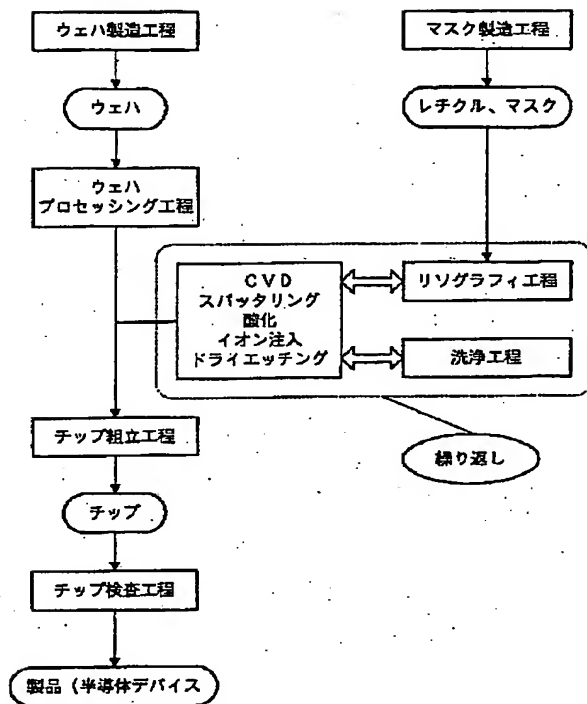 ウェハ製造工程
マスク製造工程
ウェハ
レチクル、マスク
ウェハ
プロセッシング工程
CVD
スパッタリング
酸化
イオン注入
ドライエッチング
リソグラフィ工程
洗浄工程
チップ組立工程
繰り返し
チップ
チップ検査工程
製品(半導体デバイス